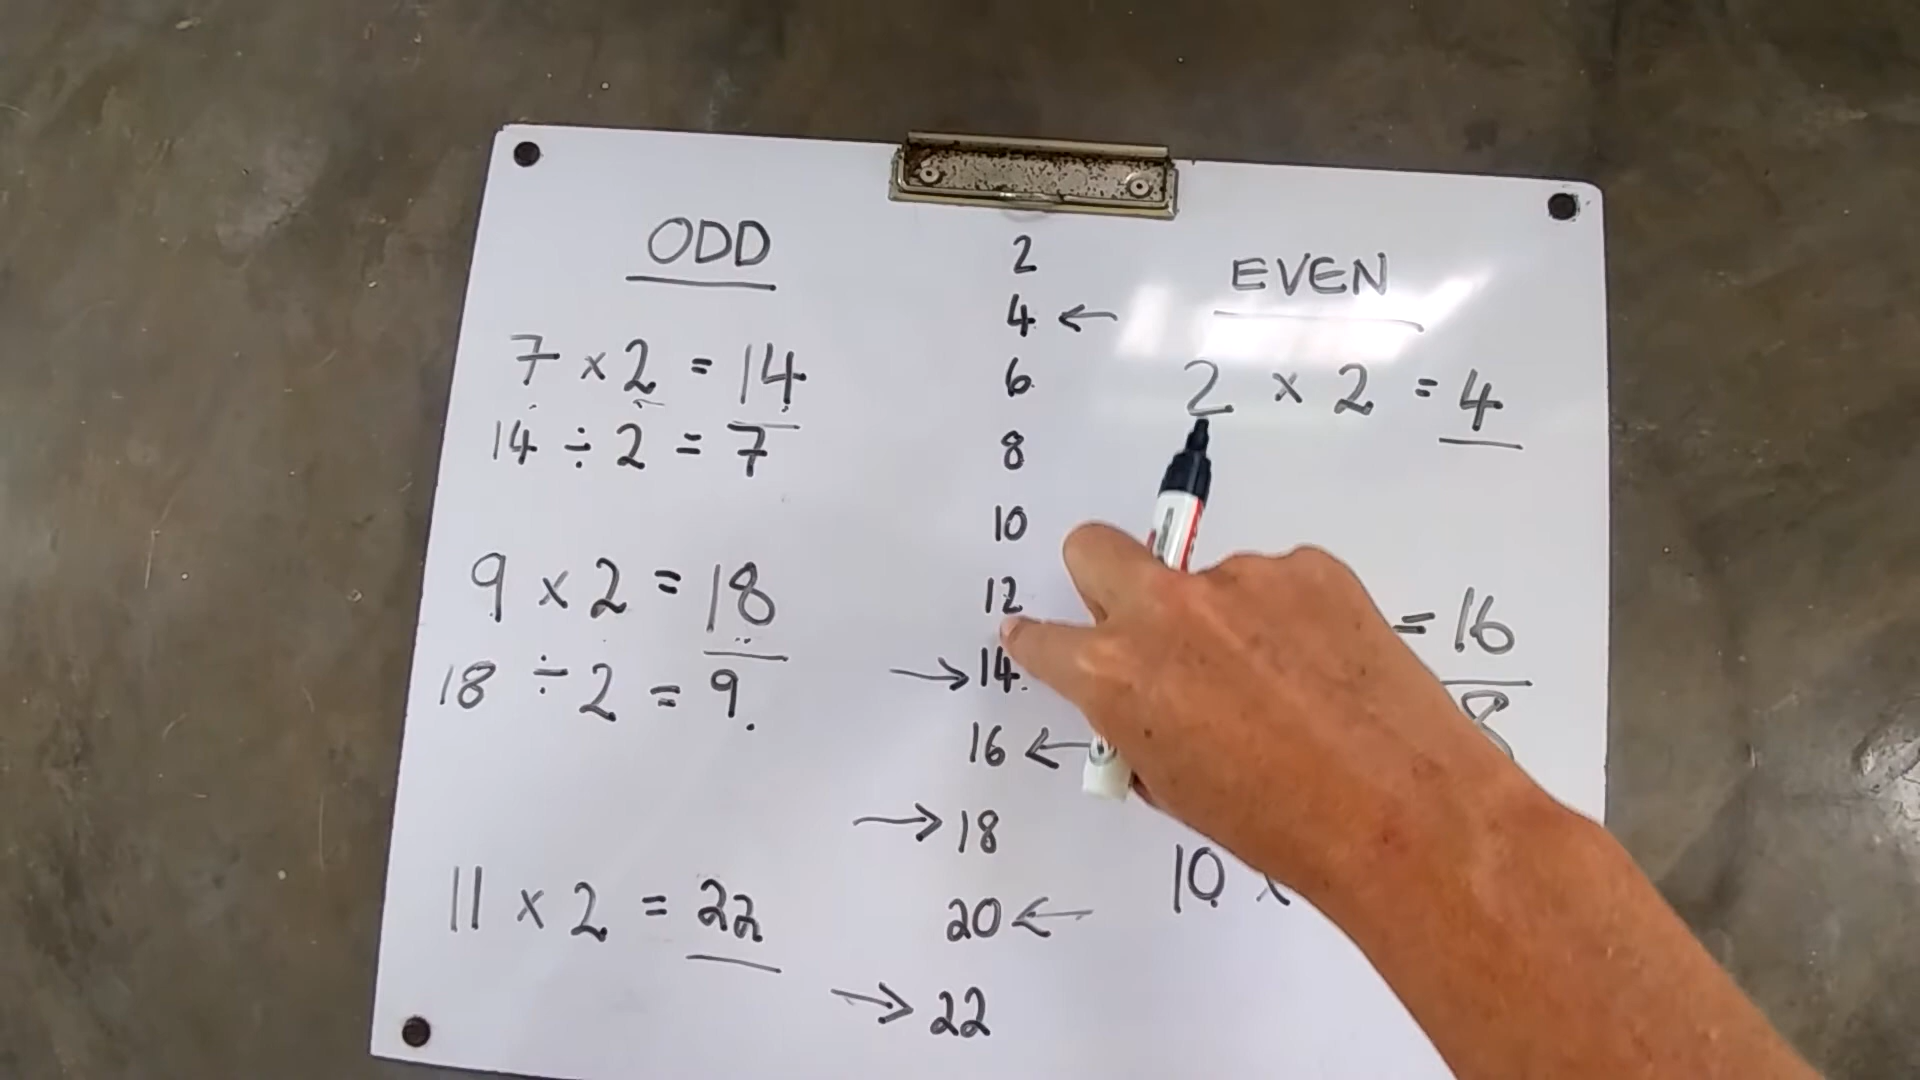 ODD
7 x 2 = 14
14 ÷ 2 = 7
9 x 2 = 18
18 ÷ 2 = 9.
11 x 2 = 22
2
4 ←
6
8
10
12
→ 14
16 ←
→ 18
20 ←
→ 22
EVEN
2 x 2 = 4
= 16
8
10 x